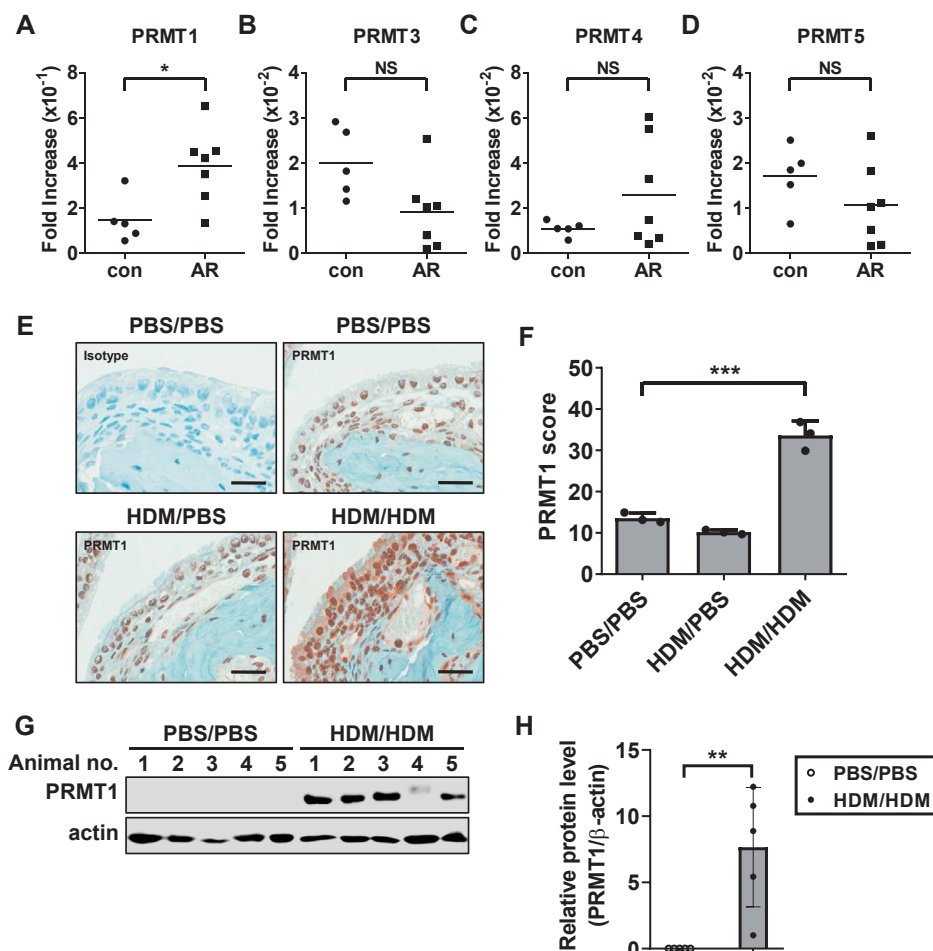 A PRMT1
Fold Increase (x10-1)
8
6
4
2
0
*
con AR
B PRMT3
Fold Increase (x10-2)
4
3
2
1
0
NS
con AR
C PRMT4
Fold Increase (x10-2)
8
6
4
2
0
NS
con AR
D PRMT5
Fold Increase (x10-2)
4
3
2
1
0
NS
con AR
E
PBS/PBS PBS/PBS
Isotype PRMT1
HDM/PBS HDM/HDM
PRMT1 PRMT1
F
PRMT1 score
50
40
30
20
10
0
***
PBS/PBS HDM/PBS HDM/HDM
G
PBS/PBS HDM/HDM
Animal no. 1 2 3 4 5 1 2 3 4 5
PRMT1
actin
H
Relative protein level
(PRMT1/β-actin)
15
10
5
0
**
PBS/PBS
HDM/HDM